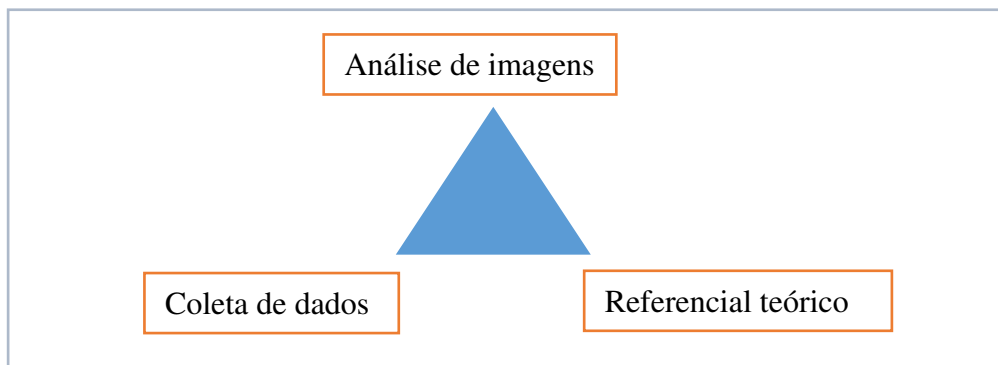 Análise de imagens
Coleta de dados
Referencial teórico